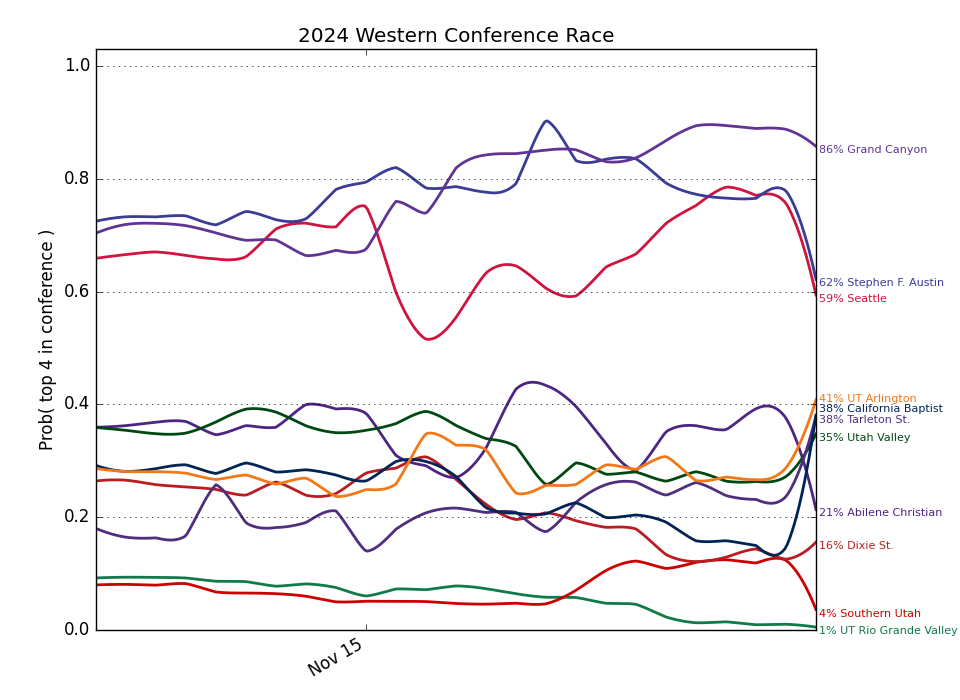 2024 Western Conference Race
1.0
0.8
0.6
0.4
0.2
0.0
Prob( top 4 in conference )
Nov 15
86% Grand Canyon
62% Stephen F. Austin
59% Seattle
41% UT Arlington
38% California Baptist
38% Tarleton St.
35% Utah Valley
21% Abilene Christian
16% Dixie St.
4% Southern Utah
1% UT Rio Grande Valley